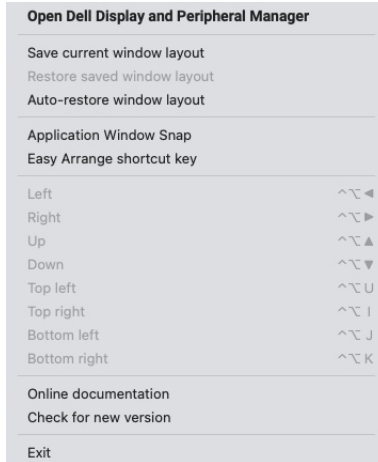 Open Dell Display and Peripheral Manager
Save current window layout
Restore saved window layout
Auto-restore window layout
Application Window Snap
Easy Arrange shortcut key
Left ^⌥◀
Right ^⌥▶
Up ^⌥▲
Down ^⌥▼
Top left ^⌥ U
Top right ^⌥ I
Bottom left ^⌥ J
Bottom right ^⌥ K
Online documentation
Check for new version
Exit